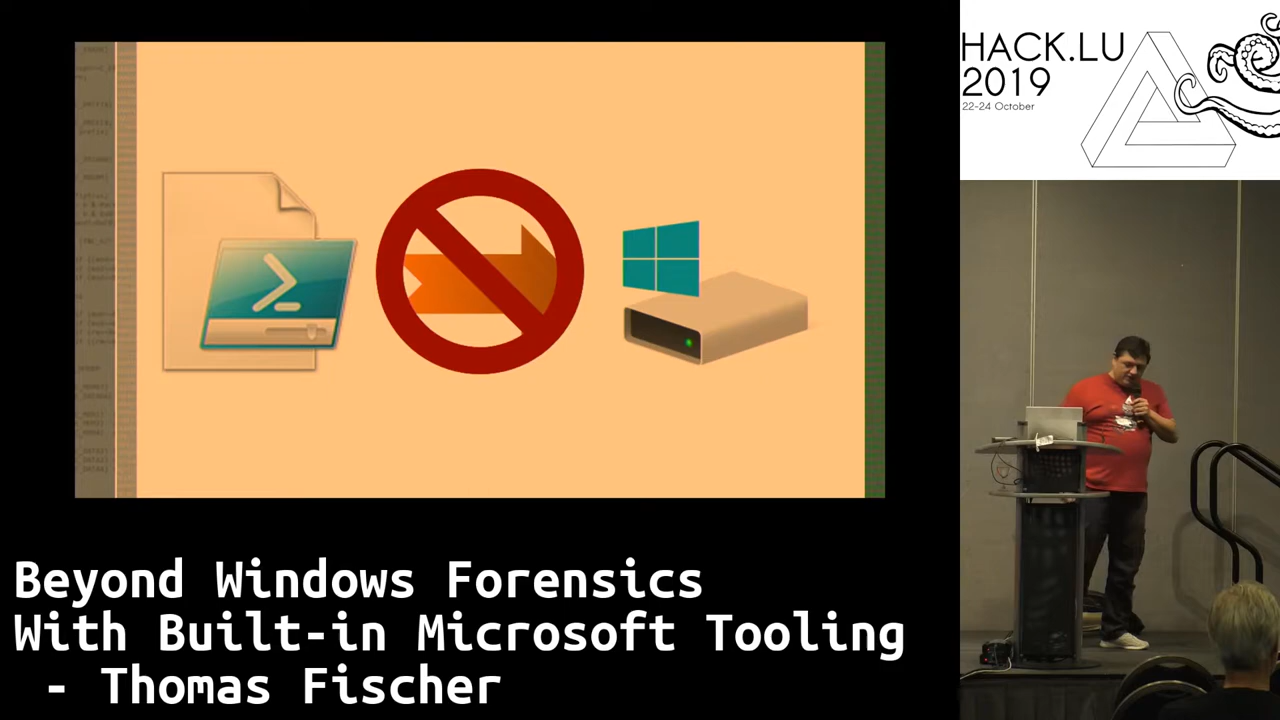 HACK.LU
2019
22-24 October
Beyond Windows Forensics
With Built-in Microsoft Tooling
- Thomas Fischer